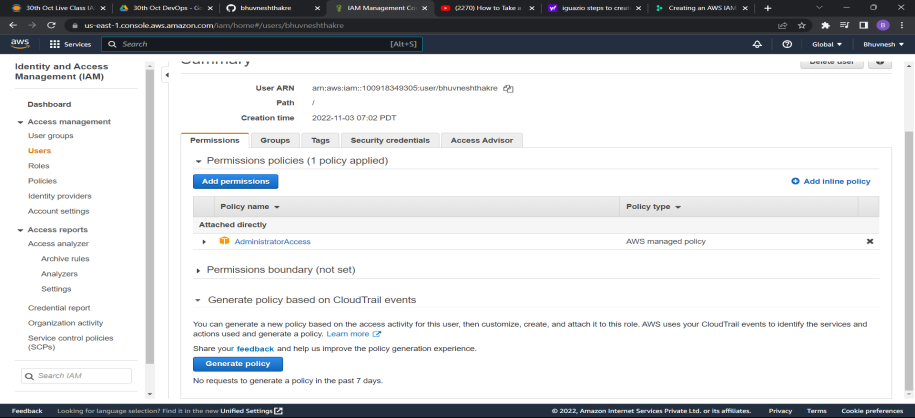 30th Oct Live Class IA
30th Oct DevOps - Go
bhuvneshthakre
IAM Management Co
(2270) How to Take a
iguazio steps to creat
Creating an AWS IAM
us-east-1.console.aws.amazon.com/iam/home#/users/bhuvneshthakre
aws
Services
Search
[Alt+S]
Global
Bhuvnesh
Identity and Access
Management (IAM)
Dashboard
Access management
User groups
Users
Roles
Policies
Identity providers
Account settings
Access reports
Access analyzer
Archive rules
Analyzers
Settings
Credential report
Organization activity
Service control policies
(SCPs)
Search IAM
Summary
Delete user
User ARN arn:aws:iam::100918349305:user/bhuvneshthakre
Path /
Creation time 2022-11-03 07:02 PDT
Permissions Groups Tags Security credentials Access Advisor
Permissions policies (1 policy applied)
Add permissions
Add inline policy
Policy name Policy type
Attached directly
AdministratorAccess AWS managed policy
Permissions boundary (not set)
Generate policy based on CloudTrail events
You can generate a new policy based on the access activity for this user, then customize, create, and attach it to this role. AWS uses your CloudTrail events to identify the services and
actions used and generate a policy. Learn more
Share your feedback and help us improve the policy generation experience.
Generate policy
No requests to generate a policy in the past 7 days.
Feedback Looking for language selection? Find it in the new Unified Settings
© 2022, Amazon Internet Services Private Ltd. or its affiliates. Privacy Terms Cookie preferences